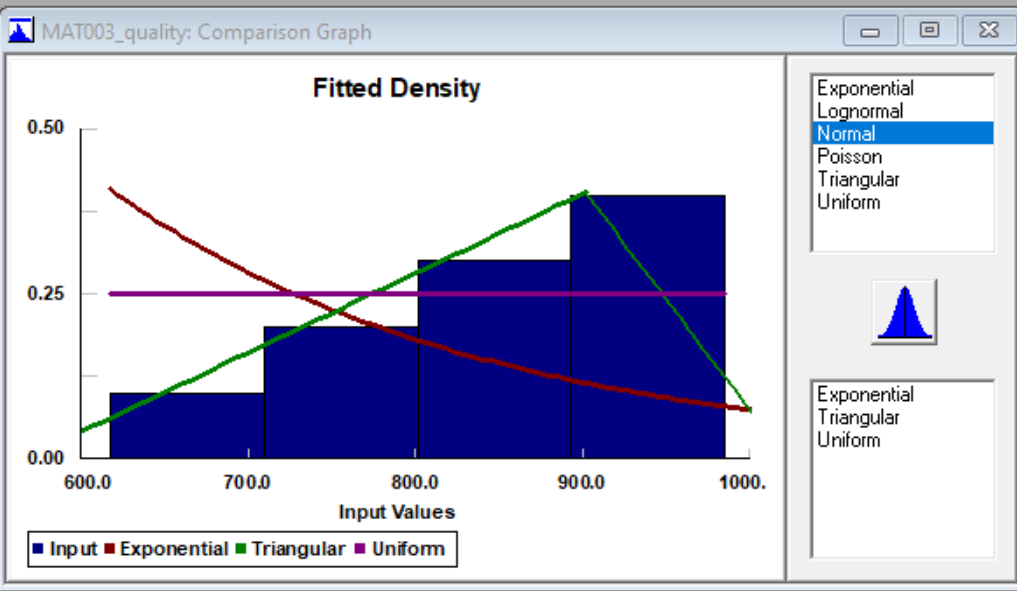 MAT003_quality: Comparison Graph
Fitted Density
0.50
0.25
0.00
600.0 700.0 800.0 900.0 1000.
Input Values
Input Exponential Triangular Uniform
Exponential
Lognormal
Normal
Poisson
Triangular
Uniform
Exponential
Triangular
Uniform